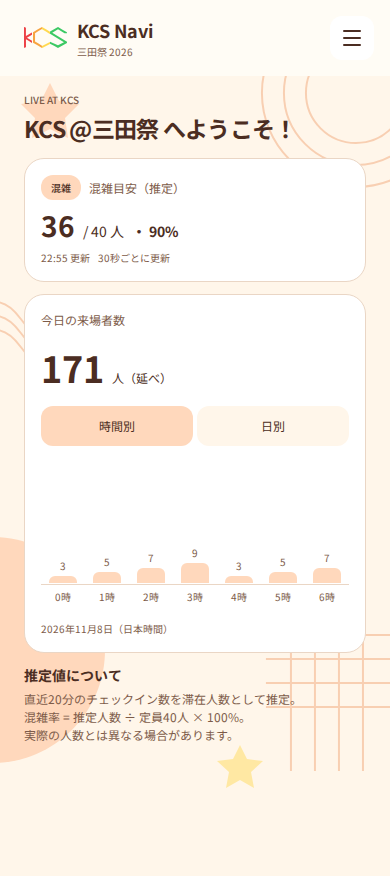 KCS Navi
三田祭 2026
LIVE AT KCS
KCS@三田祭 へようこそ！
混雑 混雑目安（推定）
36 / 40 人 ・ 90%
22:55 更新 30秒ごとに更新
今日の来場者数
171 人（延べ）
時間別 日別
3 5 7 9 3 5 7
0時 1時 2時 3時 4時 5時 6時
2026年11月8日（日本時間）
推定値について
直近20分のチェックイン数を滞在人数として推定。
混雑率 = 推定人数 ÷ 定員40人 × 100%。
実際の人数とは異なる場合があります。